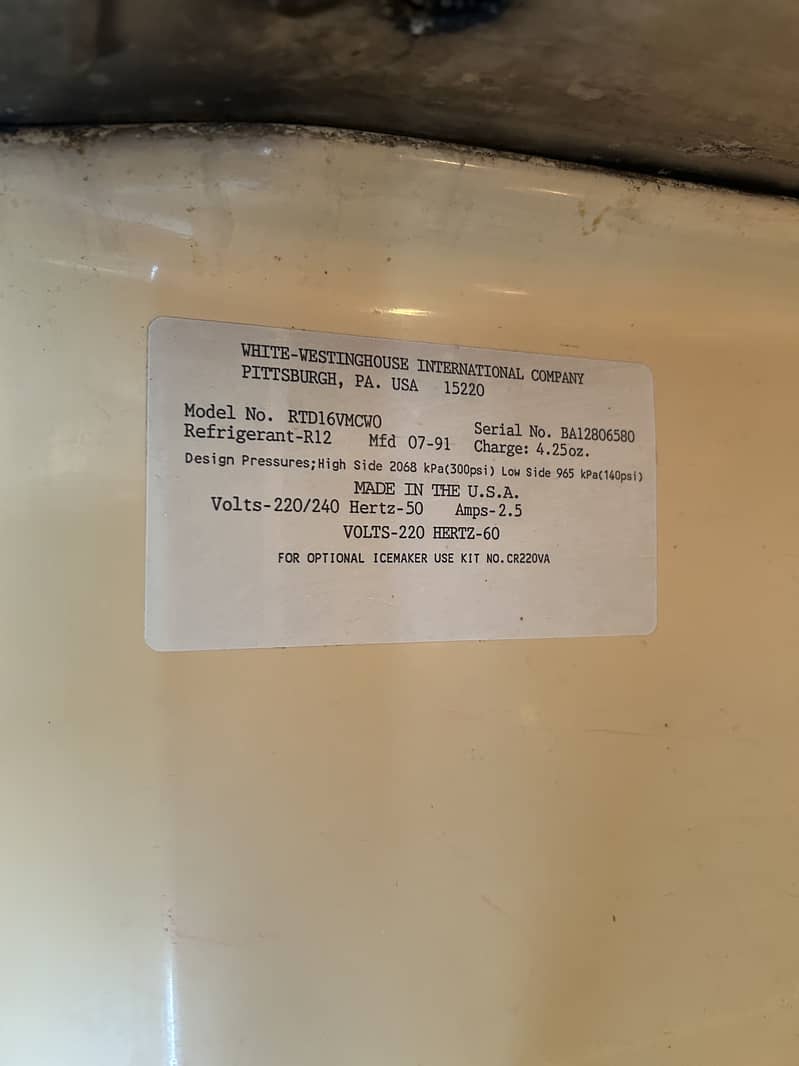 WHITE-WESTINGHOUSE INTERNATIONAL COMPANY
PITTSBURGH, PA. USA 15220
Model No. RTD16VMCWO Serial No. BA12806580
Refrigerant-R12 Mfd 07-91 Charge: 4.25oz.
Design Pressures;High Side 2068 kPa(300psi) Low Side 965 kPa(140psi)
MADE IN THE U.S.A.
Volts-220/240 Hertz-50 Amps-2.5
VOLTS-220 HERTZ-60
FOR OPTIONAL ICEMAKER USE KIT NO.CR220VA